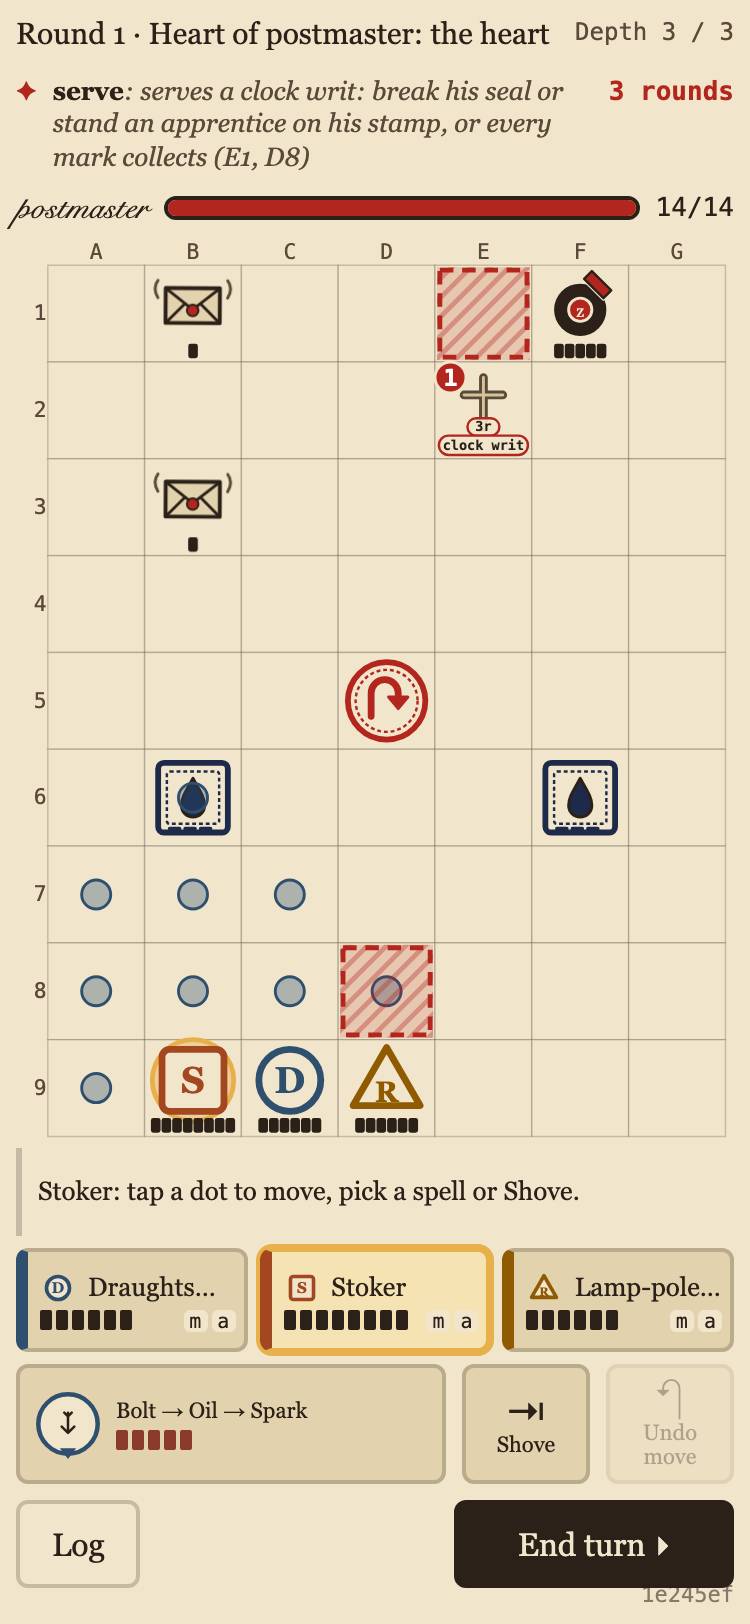 Round 1 · Heart of postmaster: the heart
Depth 3 / 3
serve: serves a clock writ: break his seal or
stand an apprentice on his stamp, or every
mark collects (E1, D8)
3 rounds
postmaster
14/14
A B C D E F G
1
z
2
1
3r
clock writ
3
4
5
6
7
8
9
S
D
R
Stoker: tap a dot to move, pick a spell or Shove.
D
Draughts...
m a
S
Stoker
m a
R
Lamp-pole...
m a
Bolt → Oil → Spark
Shove
Undo
move
Log
End turn
1e245ef